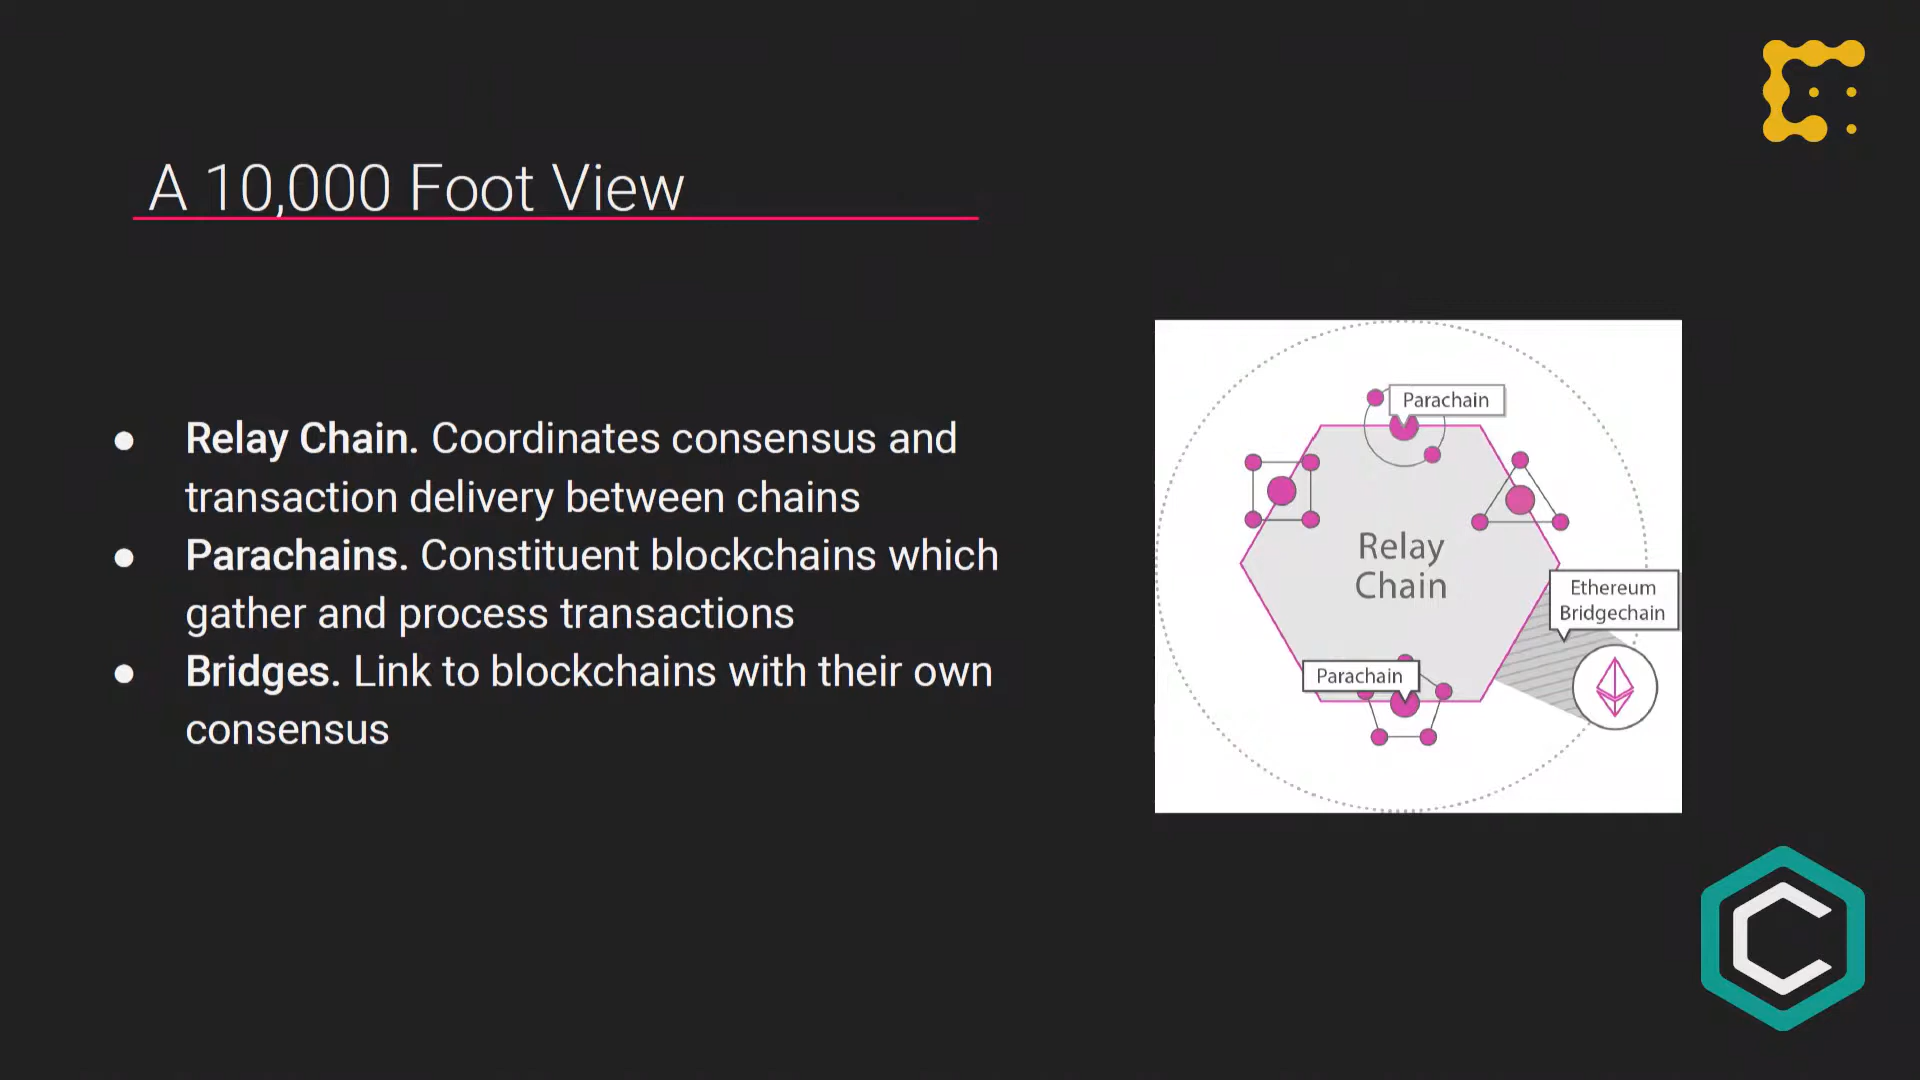 A 10,000 Foot View
● Relay Chain. Coordinates consensus and
transaction delivery between chains
● Parachains. Constituent blockchains which
gather and process transactions
● Bridges. Link to blockchains with their own
consensus
Parachain
Relay
Chain
Ethereum
Bridgechain
Parachain